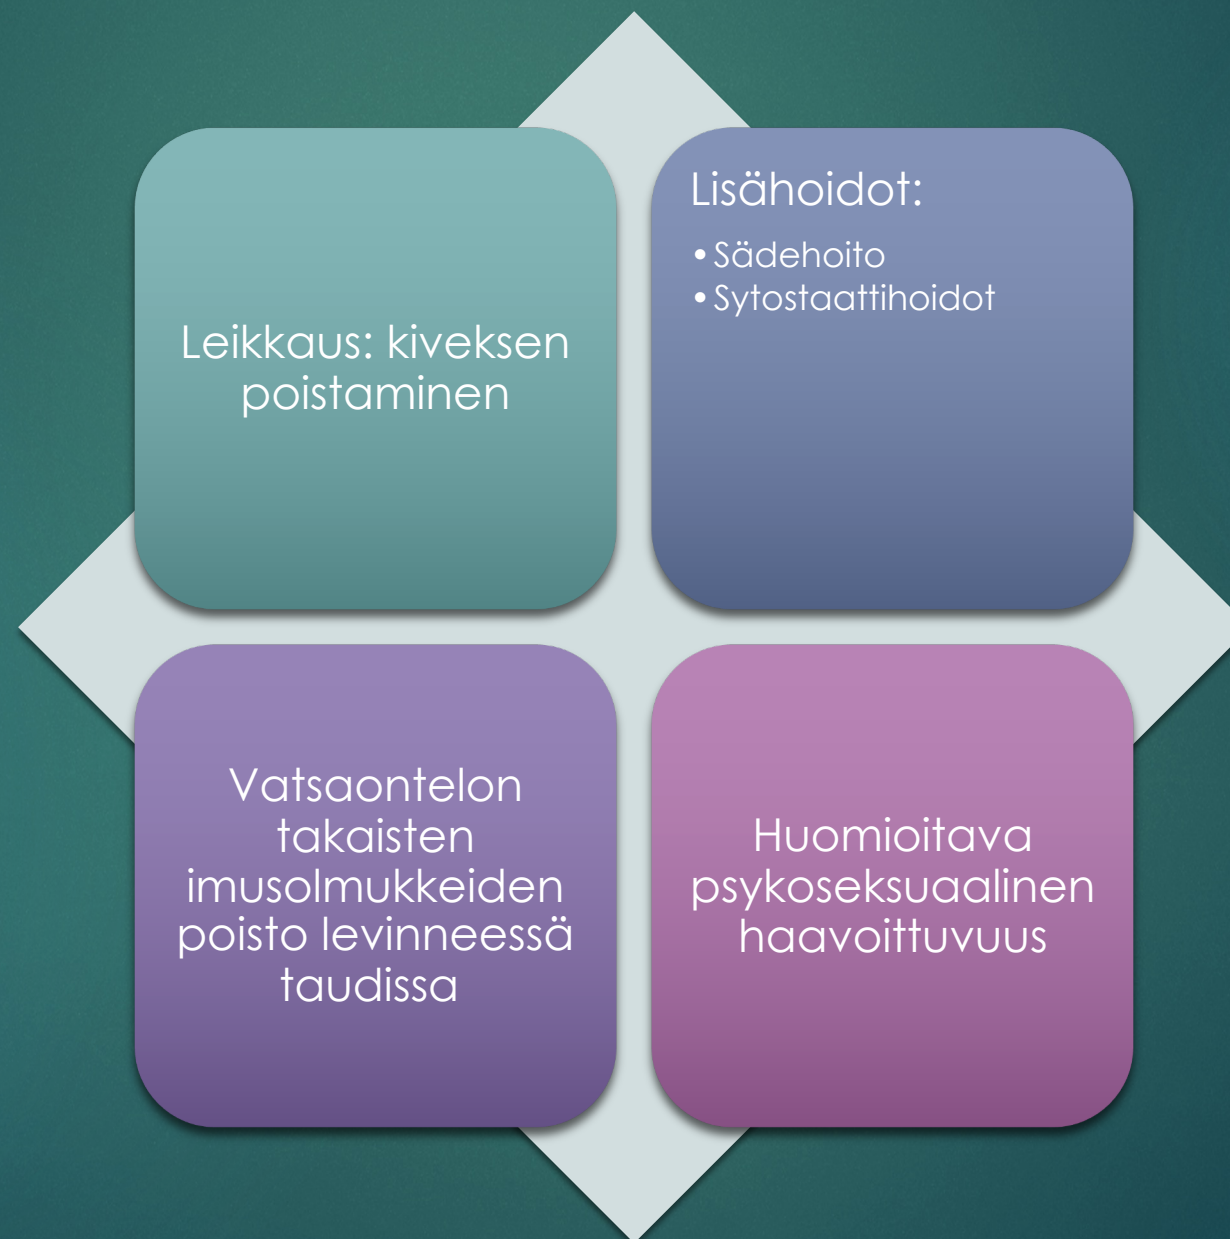 Leikkaus: kiveksen
poistaminen
Lisähoidot:
• Sädehoito
• Sytostaattihoidot
Vatsaontelon
takaisten
imusolmukkeiden
poisto levinneessä
taudissa
Huomioitava
psykoseksuaalinen
haavoittuvuus